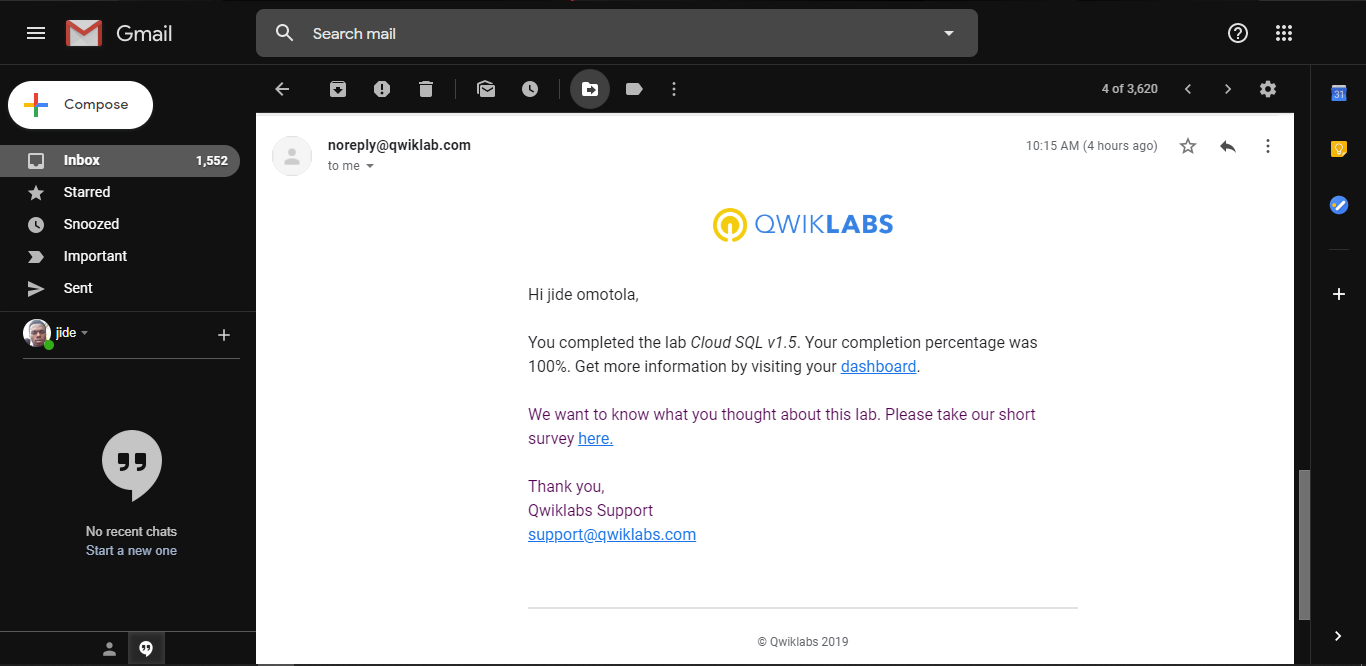 Gmail
Search mail
Compose
4 of 3,620
31
Inbox 1,552
Starred
Snoozed
Important
Sent
jide
No recent chats
Start a new one
noreply@qwiklab.com
10:15 AM (4 hours ago)
to me
QWIKLABS
Hi jide omotola,
You completed the lab Cloud SQL v1.5. Your completion percentage was
100%. Get more information by visiting your dashboard.
We want to know what you thought about this lab. Please take our short
survey here.
Thank you,
Qwiklabs Support
support@qwiklabs.com
© Qwiklabs 2019